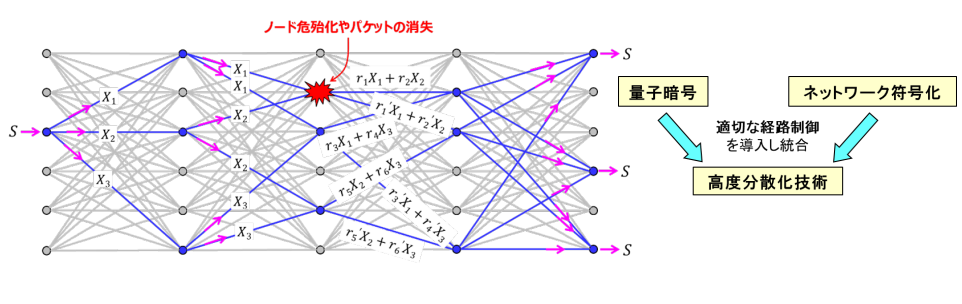 ノード危殆化やパケットの消失
S
X₁
X₂
X₃
X₁
X₁
X₂
X₂
X₃
X₃
r₁X₁ + r₂X₂
r₁′X₁ + r₂′X₂
r₃X₁ + r₄X₃
r₅X₂ + r₆X₃
r₃′X₁ + r₄′X₃
r₅′X₂ + r₆′X₃
S
S
S
量子暗号
ネットワーク符号化
適切な経路制御
を導入し統合
高度分散化技術